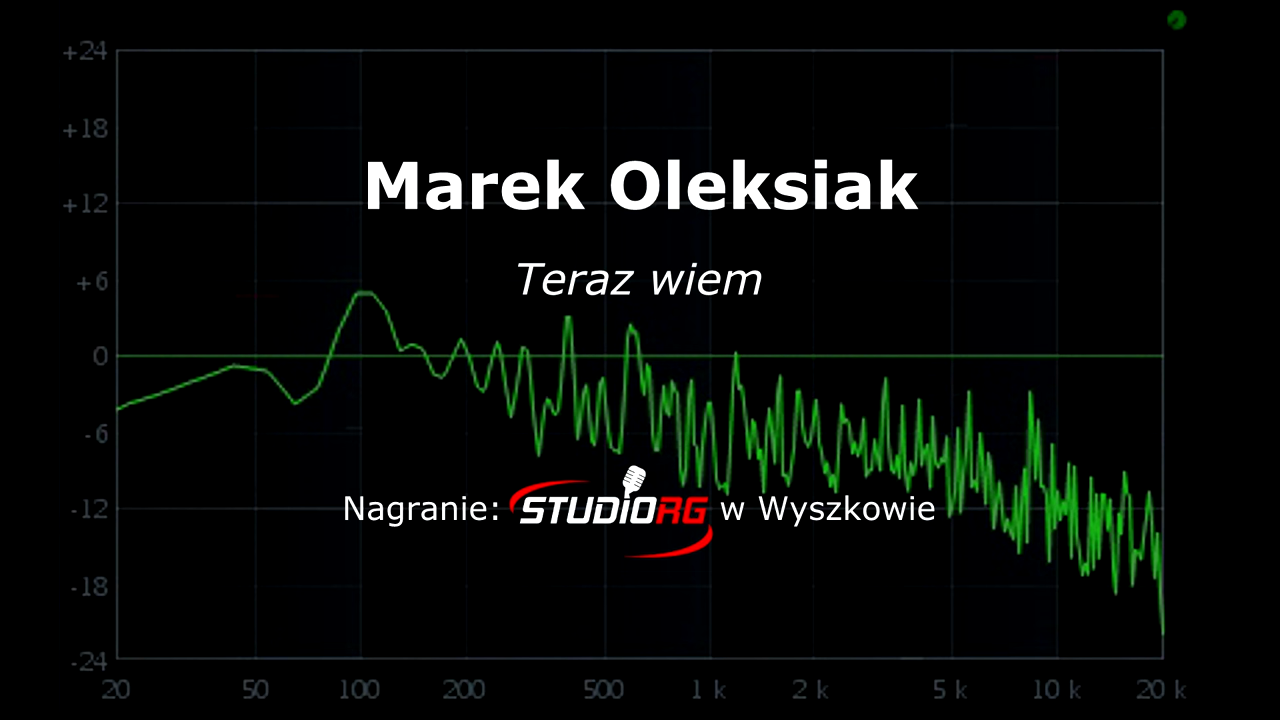 +24
+18
Marek Oleksiak
+12
Teraz wiem
+6
0
-6
Nagranie: STUDIORG w Wyszkowie
-12
-18
-24
20 50 100 200 500 1 k 2 k 5 k 10 k 20 k